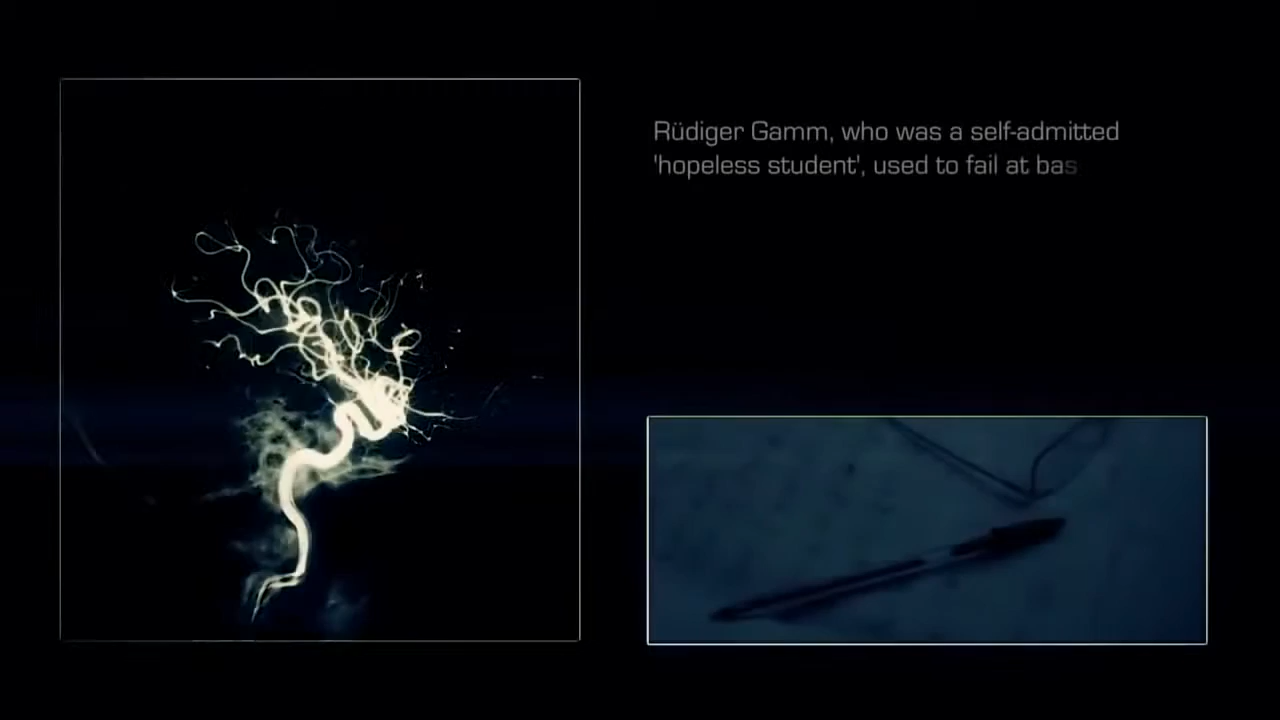 Rüdiger Gamm, who was a self-admitted
'hopeless student', used to fail at bas